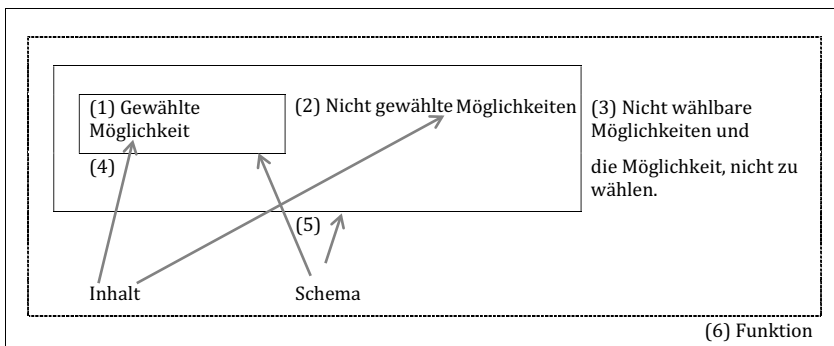 (1) Gewählte
Möglichkeit
(2) Nicht gewählte Möglichkeiten
(3) Nicht wählbare
Möglichkeiten und
die Möglichkeit, nicht zu
wählen.
(4)
(5)
Inhalt
Schema
(6) Funktion